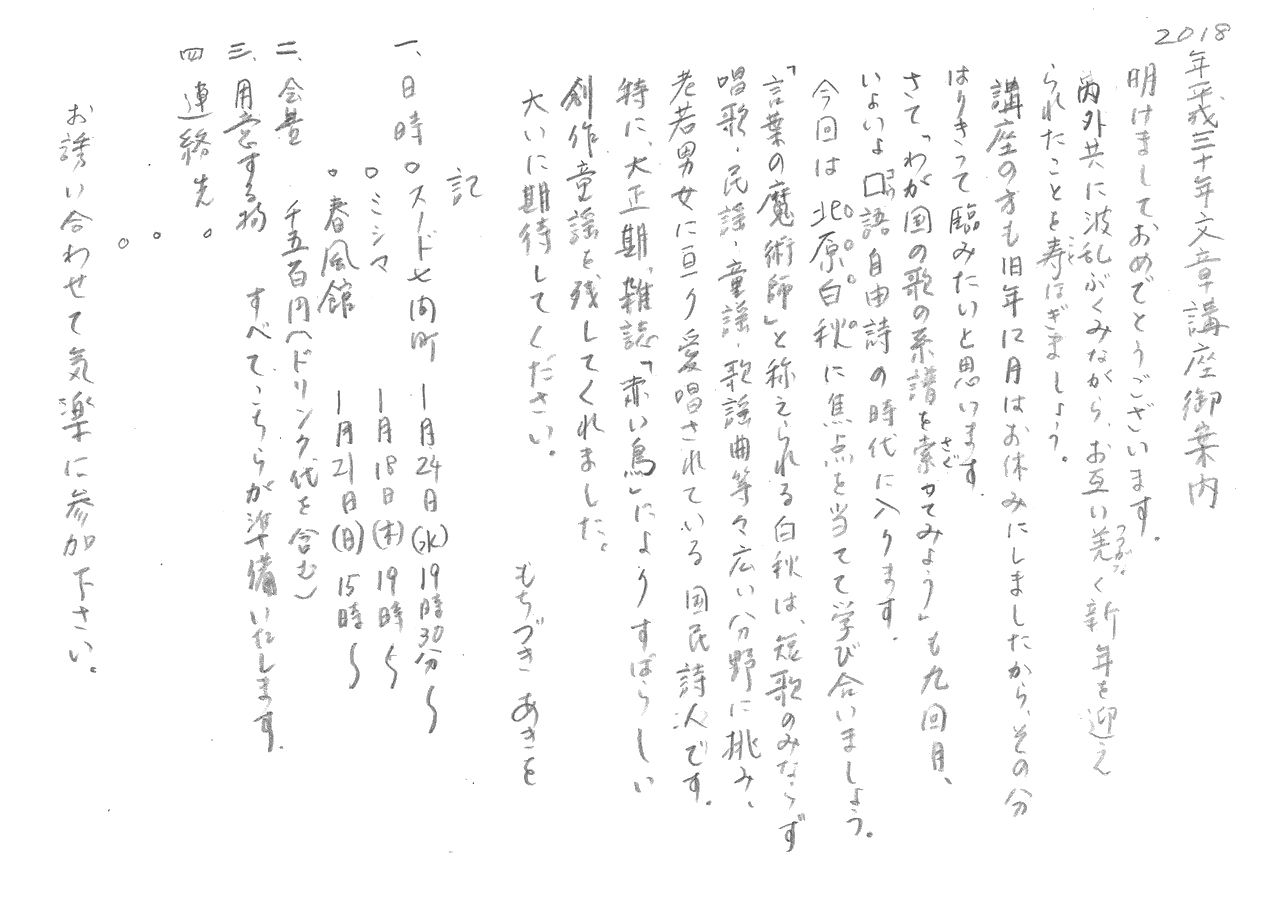 2018年平成三十年文章講座御案内
明けましておめでとうございます。
内外共に波乱ぶくみながら、お互い恙く新年を迎え
つつがな
られたことを寿ほぎましょう。
こと
講座の方も旧年12月はお休みにしましたから、その分
はりきって臨みたいと思います。
さて「わが国の歌の系譜を索ってみよう」も九回目、
さぐ
いよいよ口語自由詩の時代に入ります。
今回は北原白秋に焦点を当てて学び合いましょう。
「言葉の魔術師」と称えられる白秋は、短歌のみならず
唱歌・民謡・童謡・歌謡曲等々広い分野に挑み、
老若男女に亘り愛唱されている国民詩人です。
特に、大正期、雑誌「赤い鳥」によりすばらしい
創作童謡を残してくれました。
大いに期待してください。
もちづき あきを
記
一、日時 ○スノドカフェ七間町 1月24日(水)19時30分〜
○ミシマ 1月18日(木)19時〜
○春風館 1月21日(日)15時〜
二、会費 千五百円(ドリンク代を含む)
三、用意する物 すべてこちらが準備いたします。
四 連絡先 ○
○
○
お誘い合わせて気楽に参加下さい。